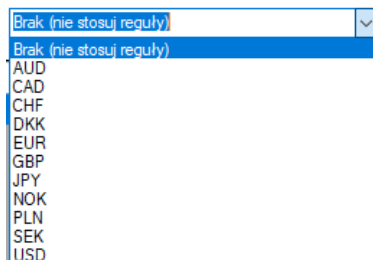 Brak (nie stosuj reguły)
Brak (nie stosuj reguły)
AUD
CAD
CHF
DKK
EUR
GBP
JPY
NOK
PLN
SEK
USD